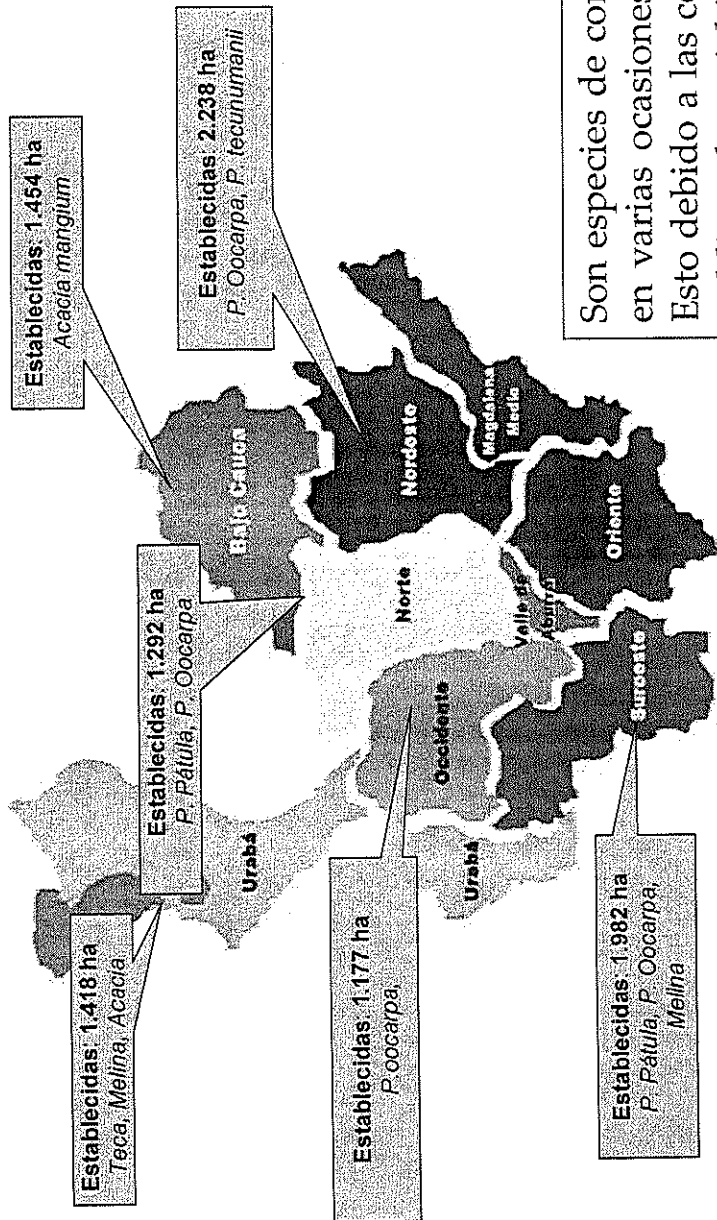 Establecidas: 1.454 ha
Acacia mangium
Establecidas: 2.238 ha
P. Oocarpa, P. tecunumanii
Establecidas: 1.292 ha
P. Pátula, P. Oocarpa
Establecidas: 1.418 ha
Teca, Melina, Acacia
Establecidas: 1.177 ha
P.oocarpa,
Establecidas: 1.982 ha
P. Pátula, P. Oocarpa,
Melina
Bajo Cauca
Urabá
Nordeste
Magdalena
Medio
Norte
Occidente
Urabá
Valle de
Aburrá
Oriente
Suroeste
Son especies de
en varias ocasiones
Esto debido a las